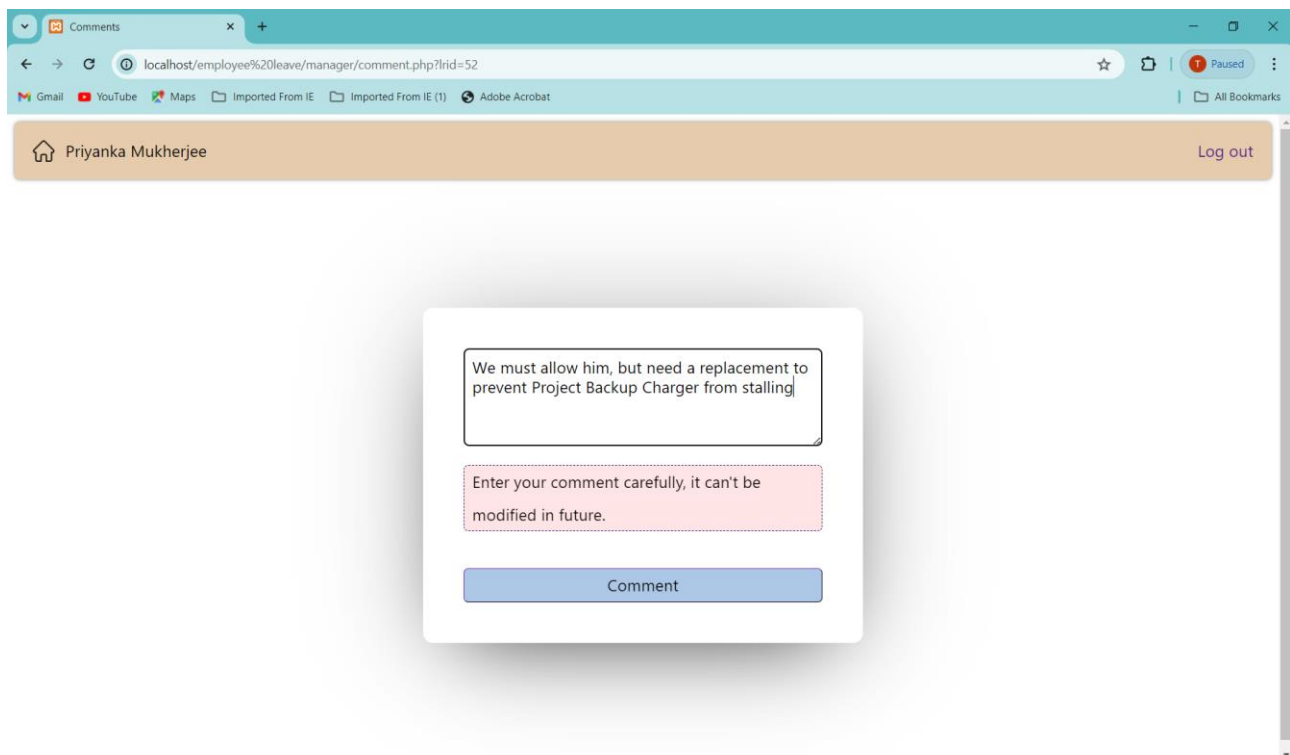 Comments
localhost/employee%20leave/manager/comment.php?lrid=52
T Paused
Gmail YouTube Maps Imported From IE Imported From IE (1) Adobe Acrobat All Bookmarks
Priyanka Mukherjee Log out
We must allow him, but need a replacement to
prevent Project Backup Charger from stalling
Enter your comment carefully, it can't be
modified in future.
Comment